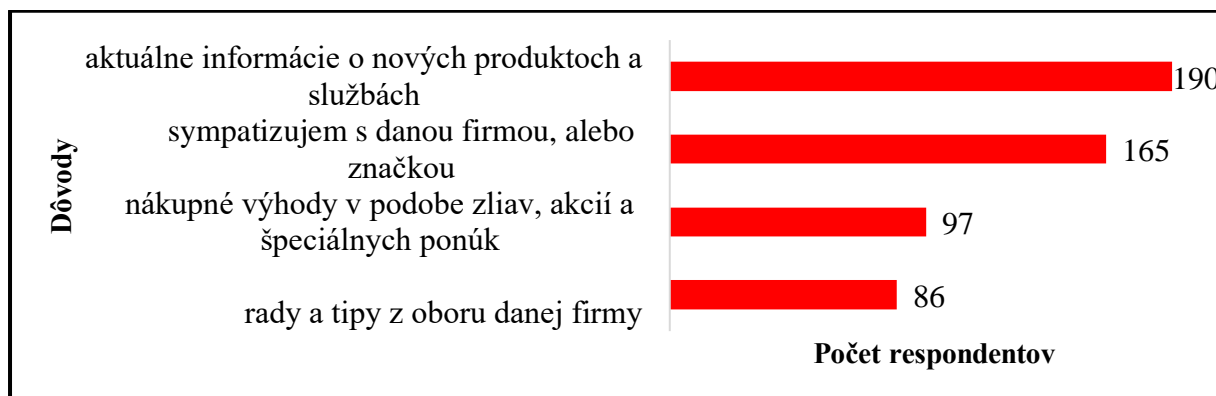 Dôvody
aktuálne informácie o nových produktoch a
službách
190
sympatizujem s danou firmou, alebo
značkou
165
nákupné výhody v podobe zliav, akcií a
špeciálnych ponúk
97
rady a tipy z oboru danej firmy
86
Počet respondentov